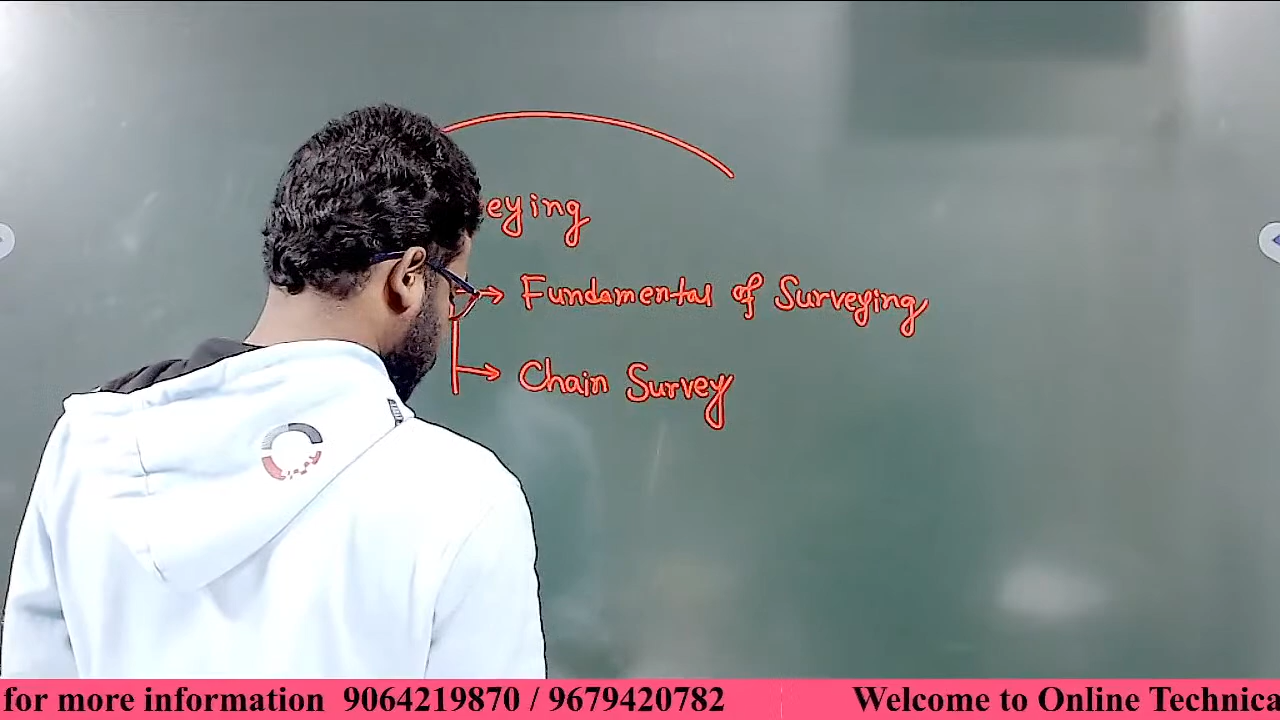 eying
→ Fundamental of Surveying
→ Chain Survey
for more information 9064219870 / 9679420782 Welcome to Online Technica